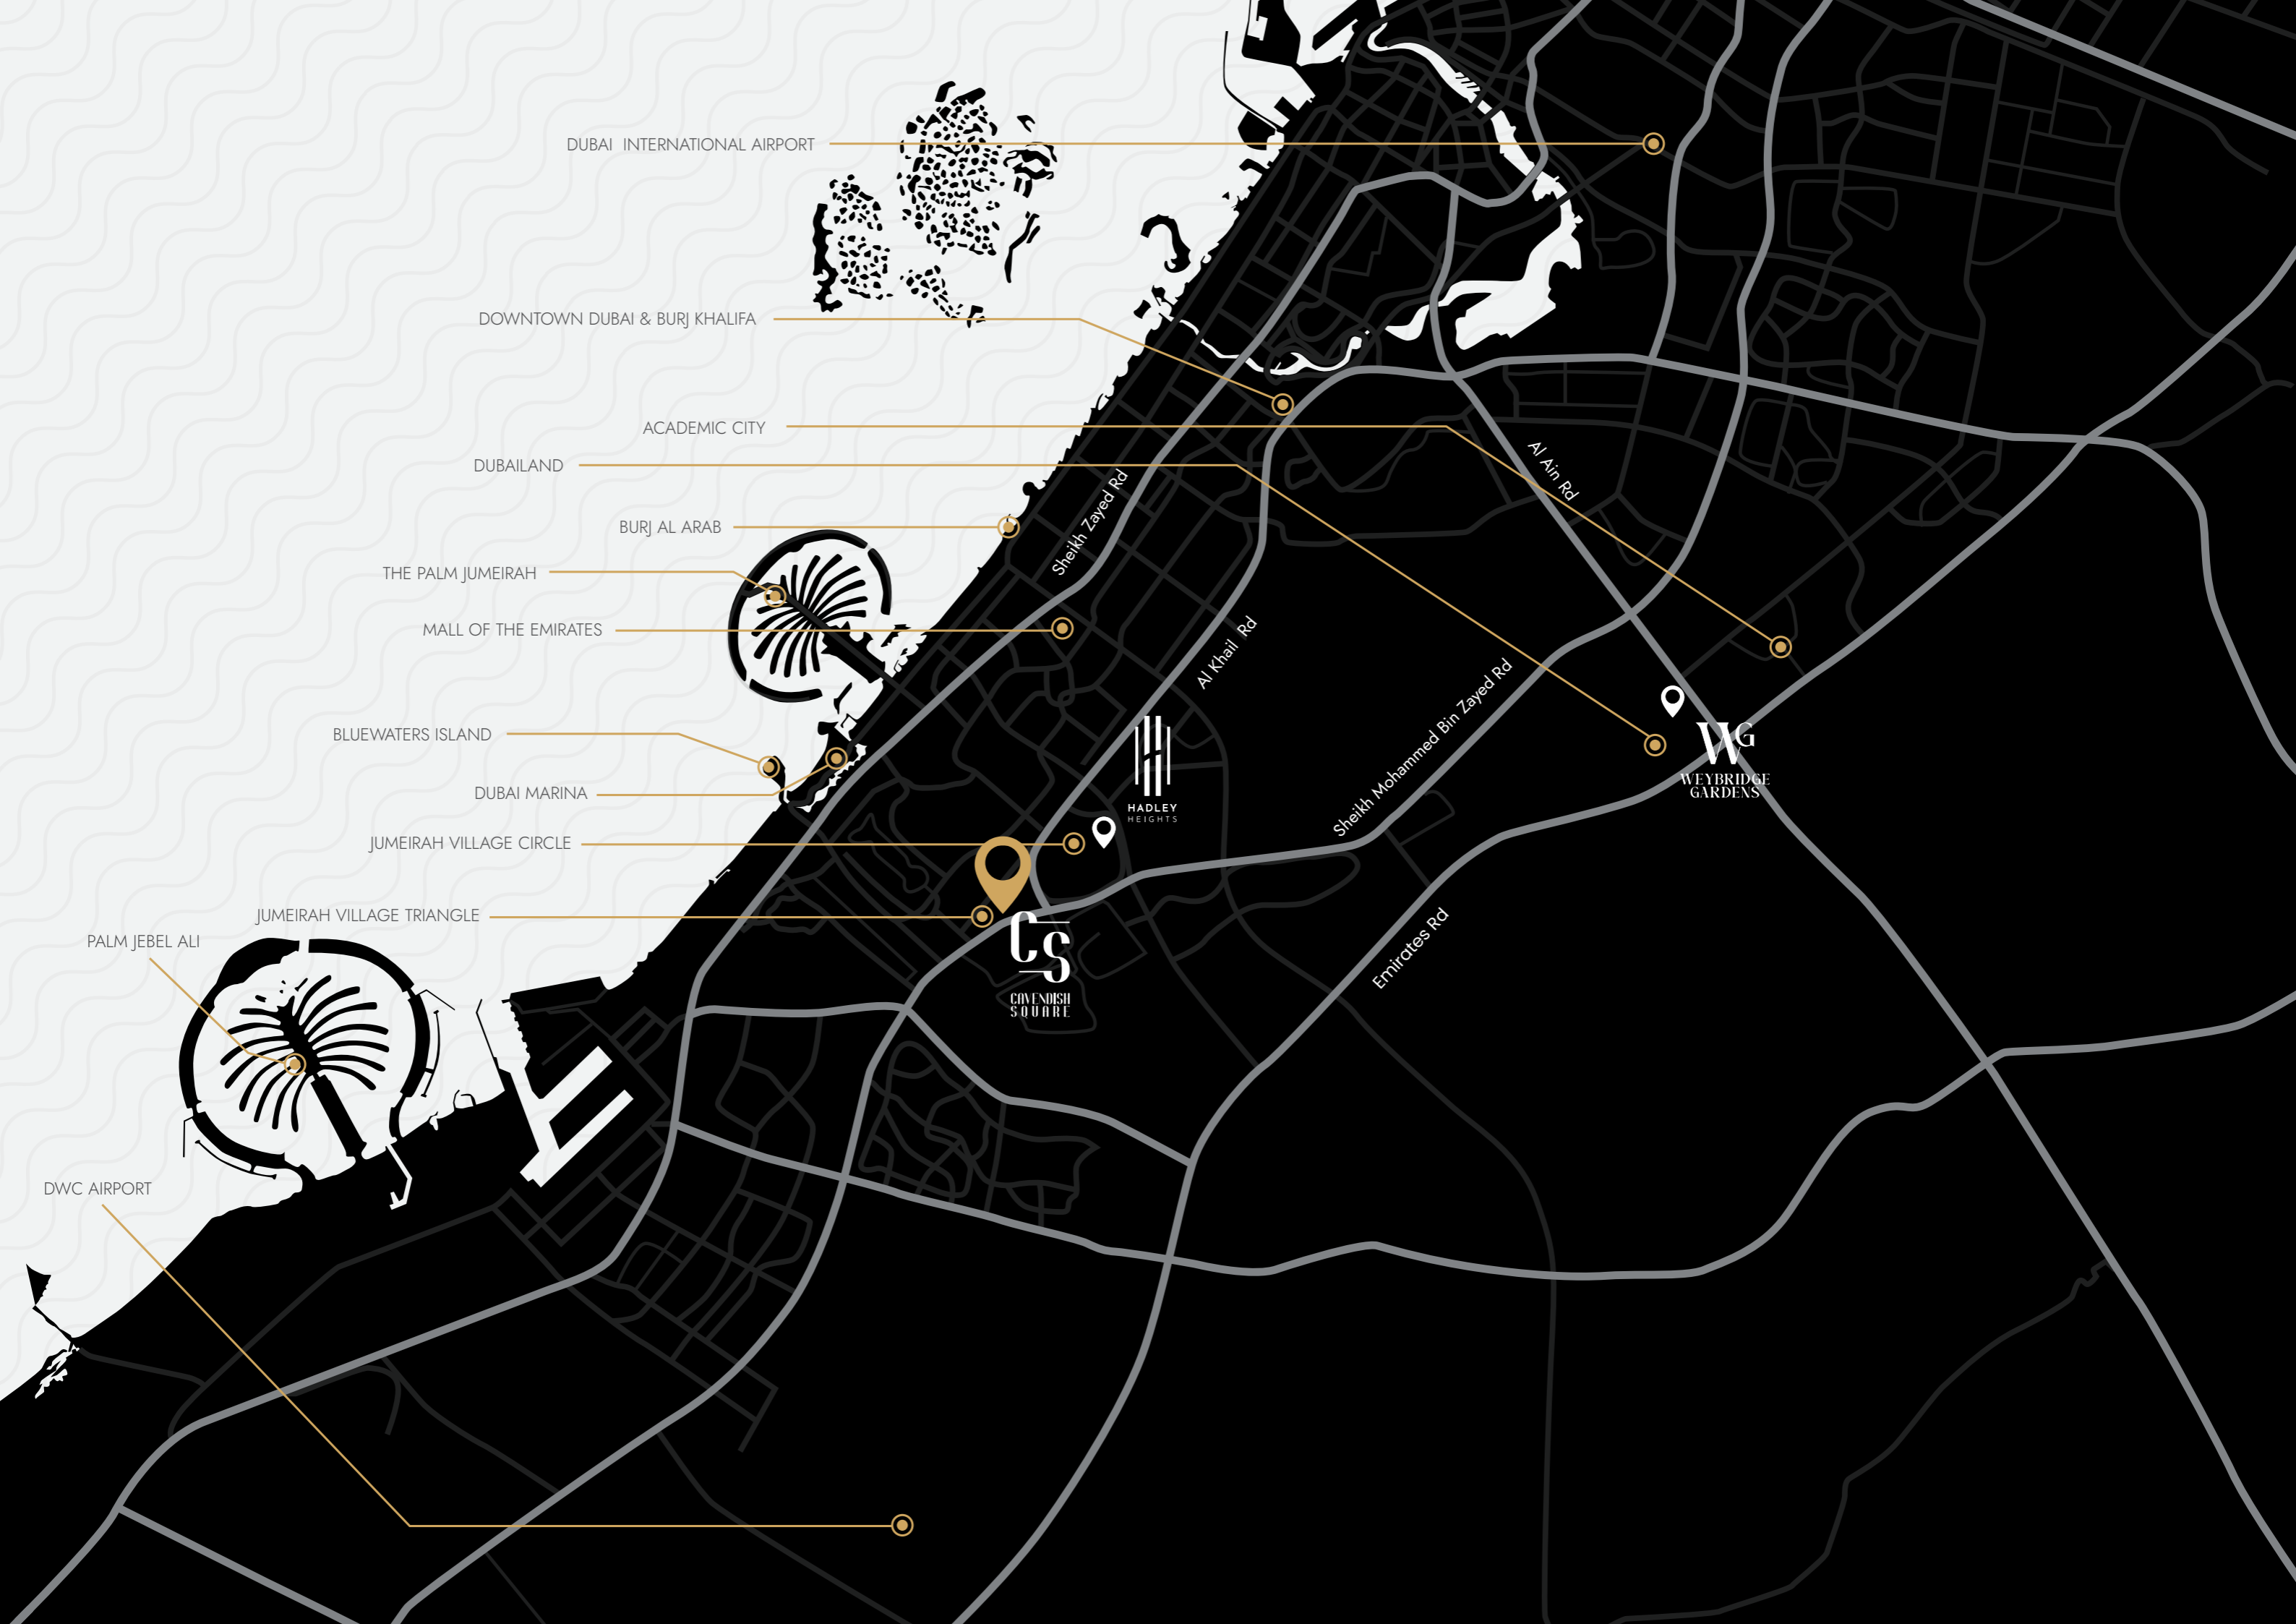 DUBAI  INTERNATIONAL AIRPORT
DOWNTOWN DUBAI & BURJ KHALIFA
ACADEMIC CITY
DUBAILAND
BURJ AL ARAB
THE PALM JUMEIRAH
MALL OF THE EMIRATES
BLUEWATERS ISLAND
DUBAI MARINA
JUMEIRAH VILLAGE CIRCLE
JUMEIRAH VILLAGE TRIANGLE
PALM JEBEL ALI
DWC AIRPORT
Sheikh Zayed Rd
Al Khail  Rd
Al Ain Rd
Sheikh Mohammed Bin Zayed Rd
Emirates Rd
HADLEY
HEIGHTS
WG
WEYBRIDGE
GARDENS
CS
CAVENDISH
SQUARE